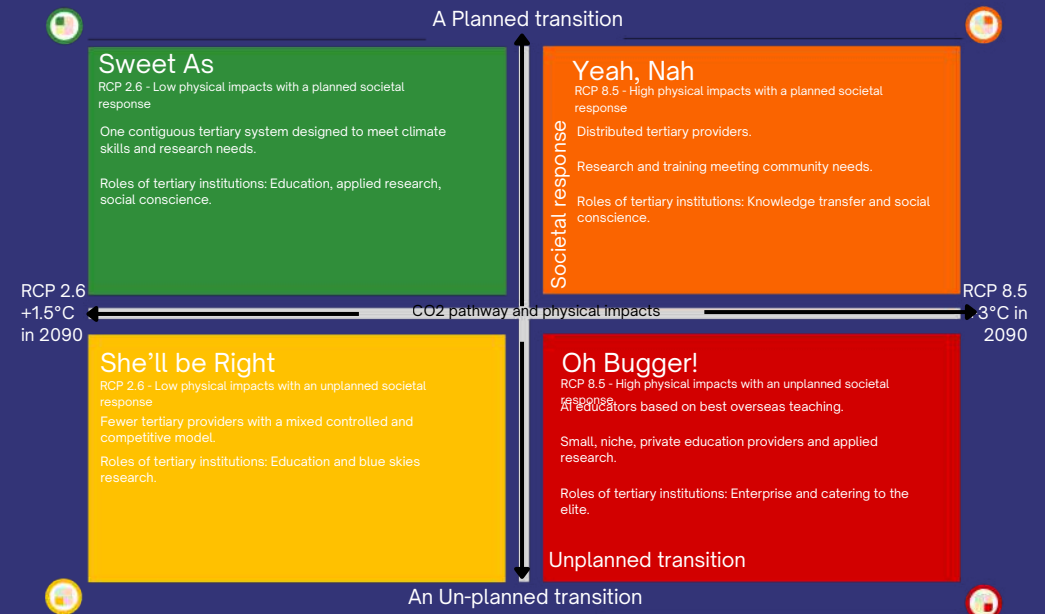 A Planned transition
Sweet As
RCP 2.6 - Low physical impacts with a planned societal
response
One contiguous tertiary system designed to meet climate
skills and research needs.
Roles of tertiary institutions: Education, applied research,
social conscience.
Yeah, Nah
RCP 8.5 - High physical impacts with a planned societal
response
Distributed tertiary providers.
Research and training meeting community needs.
Roles of tertiary institutions: Knowledge transfer and social
conscience.
Societal response
RCP 2.6
+1.5°C
in 2090
CO2 pathway and physical impacts
RCP 8.5
3°C in
2090
She'll be Right
RCP 2.6 - Low physical impacts with an unplanned societal
response
Fewer tertiary providers with a mixed controlled and
competitive model.
Roles of tertiary institutions: Education and blue skies
research.
Oh Bugger!
RCP 8.5 - High physical impacts with an unplanned societal
response
AI educators based on best overseas teaching.
Small, niche, private education providers and applied
research.
Roles of tertiary institutions: Enterprise and catering to the
elite.
Unplanned transition
An Un-planned transition